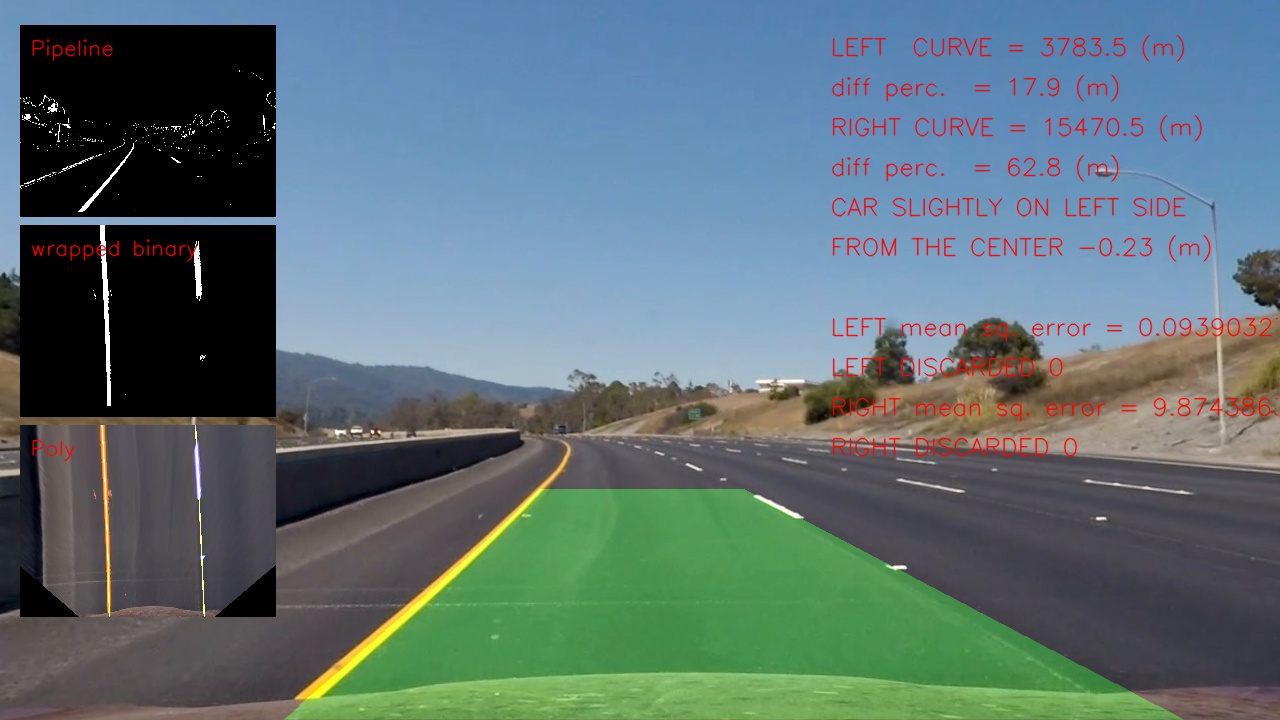 Pipeline
wrapped binary
Poly
LEFT CURVE = 3783.5 (m)
diff perc. = 17.9 (m)
RIGHT CURVE = 15470.5 (m)
diff perc. = 62.8 (m)
CAR SLIGHTLY ON LEFT SIDE
FROM THE CENTER -0.23 (m)
LEFT mean sq. error = 0.0939032
LEFT DISCARDED 0
RIGHT mean sq. error = 9.874386
RIGHT DISCARDED 0